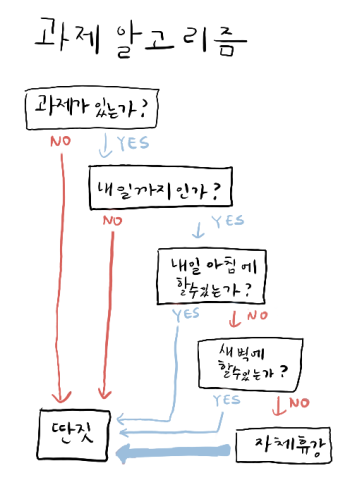 과제 알고리즘
과제가 있는가?
NO
YES
내일까지인가?
NO
YES
내일 아침에
할수있는가?
YES
NO
새벽에
할수있는가?
YES
NO
딴짓
자체휴강